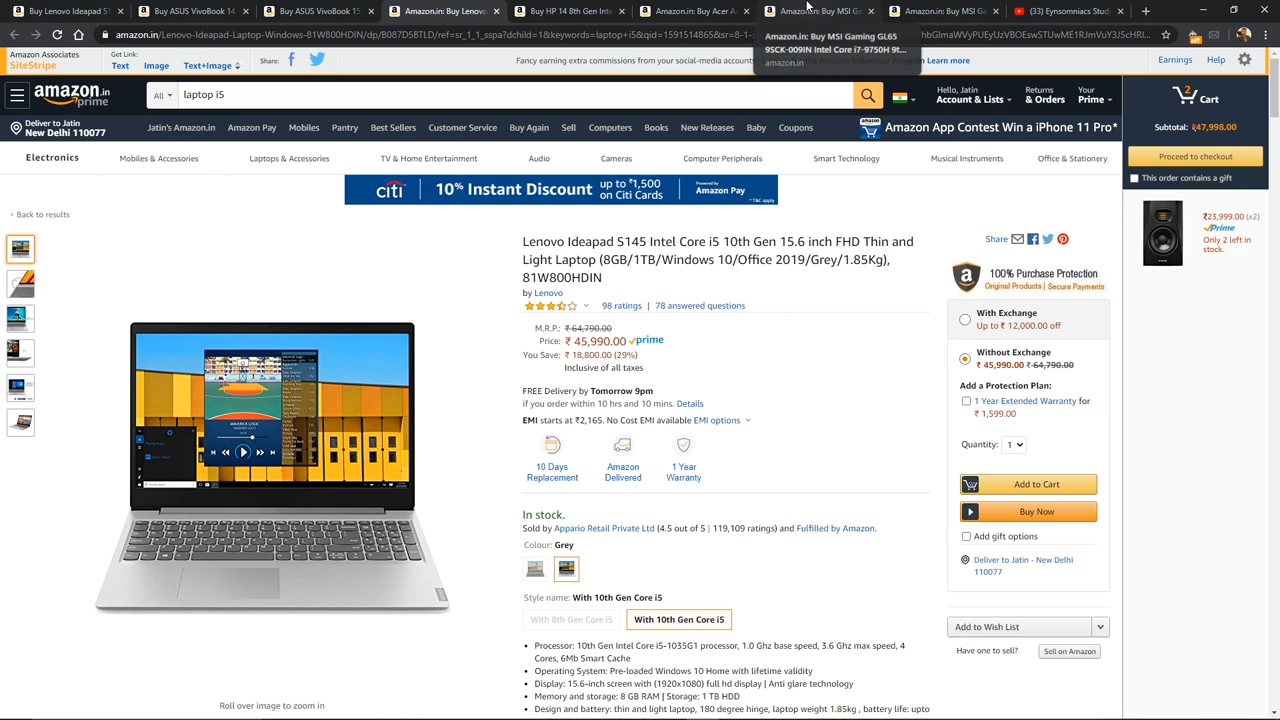 Amazon.in: Buy Lenovo Ideapad S1
Buy ASUS VivoBook 14
Buy ASUS VivoBook 15
Amazon.in: Buy Lenovo
Buy HP 14 8th Gen Inte
Amazon.in: Buy Acer A
Amazon.in: Buy MSI Ga
Amazon.in: Buy MSI G
(33) Eynsomniacs Stud
Amazon.in: Buy MSI Gaming GL65
9SCK-009IN Intel Core i7-9750H 9t...
amazon.in
Amazon Associates
SiteStripe
Get Link:
Text Image Text+Image
Share:
Fancy earning extra commissions from your social-media accounts?
Learn more
Earnings Help
amazon.in
prime
All
laptop i5
Hello, Jatin
Account & Lists
Returns
& Orders
Your
Prime
2
Cart
Deliver to Jatin
New Delhi 110077
Jatin's Amazon.in Amazon Pay Mobiles Pantry Best Sellers Customer Service Buy Again Sell Computers Books New Releases Baby Coupons
Amazon App Contest Win a iPhone 11 Pro*
Subtotal: ₹47,998.00
Proceed to checkout
This order contains a gift
Electronics Mobiles & Accessories Laptops & Accessories TV & Home Entertainment Audio Cameras Computer Peripherals Smart Technology Musical Instruments Office & Stationery
citi 10% Instant Discount up to ₹1,500
on Citi Cards
Powered by
Amazon Pay
*T&C apply
‹ Back to results
₹23,999.00 (x2)
Prime
Only 2 left in
stock.
Lenovo Ideapad S145 Intel Core i5 10th Gen 15.6 inch FHD Thin and
Light Laptop (8GB/1TB/Windows 10/Office 2019/Grey/1.85Kg),
81W800HDIN
by Lenovo
98 ratings | 78 answered questions
M.R.P.: ₹ 64,790.00
Price: ₹ 45,990.00 prime
You Save: ₹ 18,800.00 (29%)
Inclusive of all taxes
FREE Delivery by Tomorrow 9pm
if you order within 10 hrs and 10 mins. Details
EMI starts at ₹2,165. No Cost EMI available EMI options
10 Days
Replacement
Amazon
Delivered
1 Year
Warranty
In stock.
Sold by Appario Retail Private Ltd (4.5 out of 5 | 119,109 ratings) and Fulfilled by Amazon.
Colour: Grey
Style name: With 10th Gen Core i5
With 8th Gen Core i5
With 10th Gen Core i5
• Processor: 10th Gen Intel Core i5-1035G1 processor, 1.0 Ghz base speed, 3.6 Ghz max speed, 4
Cores, 6Mb Smart Cache
• Operating System: Pre-loaded Windows 10 Home with lifetime validity
• Display: 15.6-inch screen with (1920x1080) full hd display | Anti glare technology
• Memory and storage: 8 GB RAM | Storage: 1 TB HDD
• Design and battery: thin and light laptop, 180 degree hinge, laptop weight 1.85kg , battery life: upto
Roll over image to zoom in
Share
100% Purchase Protection
Original Products | Secure Payments
With Exchange
Up to ₹ 12,000.00 off
Without Exchange
₹ 45,990.00 ₹ 64,790.00
Add a Protection Plan:
1 Year Extended Warranty for
₹ 1,599.00
Quantity: 1
Add to Cart
Buy Now
Add gift options
Deliver to Jatin - New Delhi
110077
Add to Wish List
Have one to sell?
Sell on Amazon